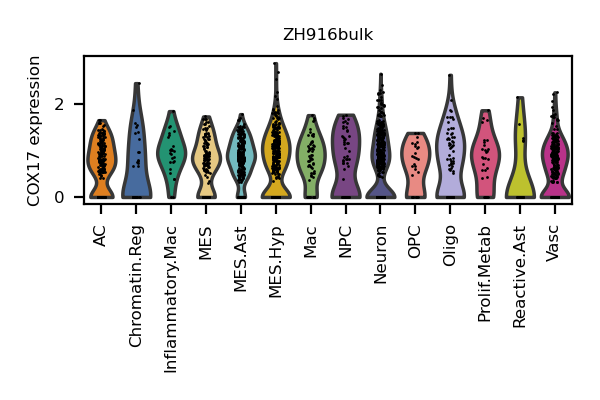 ZH916bulk
COX17 expression
2
0
AC
Chromatin.Reg
Inflammatory.Mac
MES
MES.Ast
MES.Hyp
Mac
NPC
Neuron
OPC
Oligo
Prolif.Metab
Reactive.Ast
Vasc